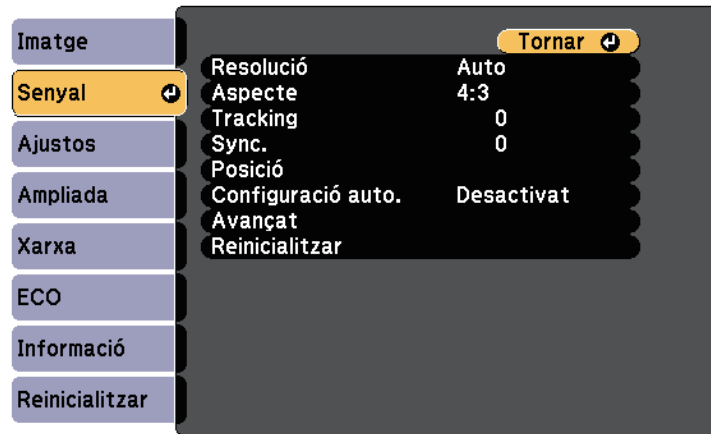 Imatge
Senyal
Ajustos
Ampliada
Xarxa
ECO
Informació
Reinicialitzar
Tornar
Resolució Auto
Aspecte 4:3
Tracking 0
Sync. 0
Posició
Configuració auto. Desactivat
Avançat
Reinicialitzar